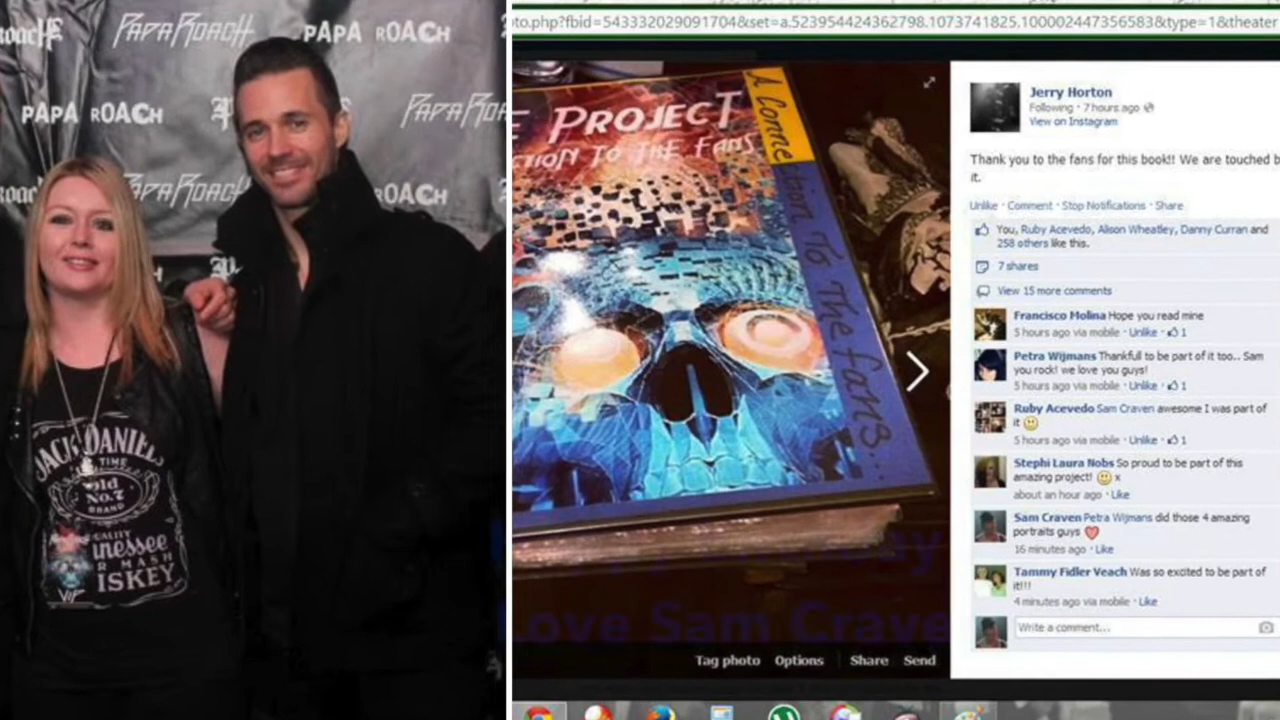 PAPA ROACH
PAPA ROACH
PAPA ROACH
PAPA ROACH
PAPA ROACH
PAPA ROACH
JACK DANIEL'S
TIME
Old
No.7
BRAND
QUALITY
nnessee
R MASH
ISKEY
VIP
oto.php?fbid=543332029091704&set=a.523954424362798.1073741825.100002447356583&type=1&theater
E PROJECT
CTION TO THE FANS
A Connection To The fans...
Love Sam Crave
Tag photo Options Share Send
Jerry Horton
Following · 7 hours ago
View on Instagram
Thank you to the fans for this book!! We are touched b
it.
Unlike · Comment · Stop Notifications · Share
You, Ruby Acevedo, Alison Wheatley, Danny Curran and
258 others like this.
7 shares
View 15 more comments
Francisco Molina Hope you read mine
5 hours ago via mobile · Unlike · 1
Petra Wijmans Thankfull to be part of it too.. Sam
you rock! we love you guys!
5 hours ago via mobile · Unlike · 1
Ruby Acevedo Sam Craven awesome I was part of
it
5 hours ago via mobile · Unlike · 1
Stephi Laura Nobs So proud to be part of this
amazing project! x
about an hour ago · Like
Sam Craven Petra Wijmans did those 4 amazing
portraits guys
16 minutes ago · Like
Tammy Fidler Veach Was so excited to be part of
it!!!
4 minutes ago via mobile · Like
Write a comment...